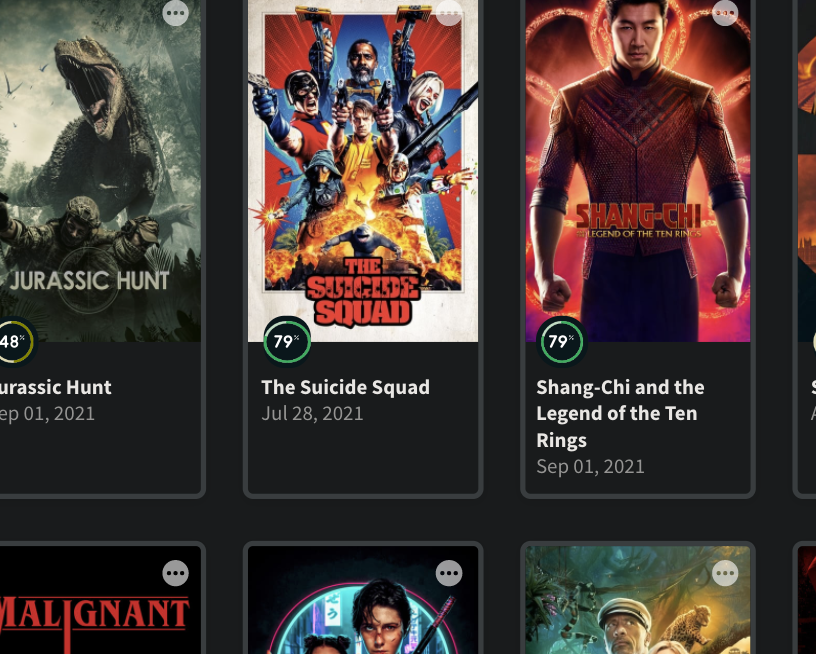 JURASSIC HUNT
THE
SUICIDE
SQUAD
SHANG-CHI
LEGEND OF THE TEN RINGS
48%
79%
79%
urassic Hunt
ep 01, 2021
The Suicide Squad
Jul 28, 2021
Shang-Chi and the
Legend of the Ten
Rings
Sep 01, 2021
MALIGNANT